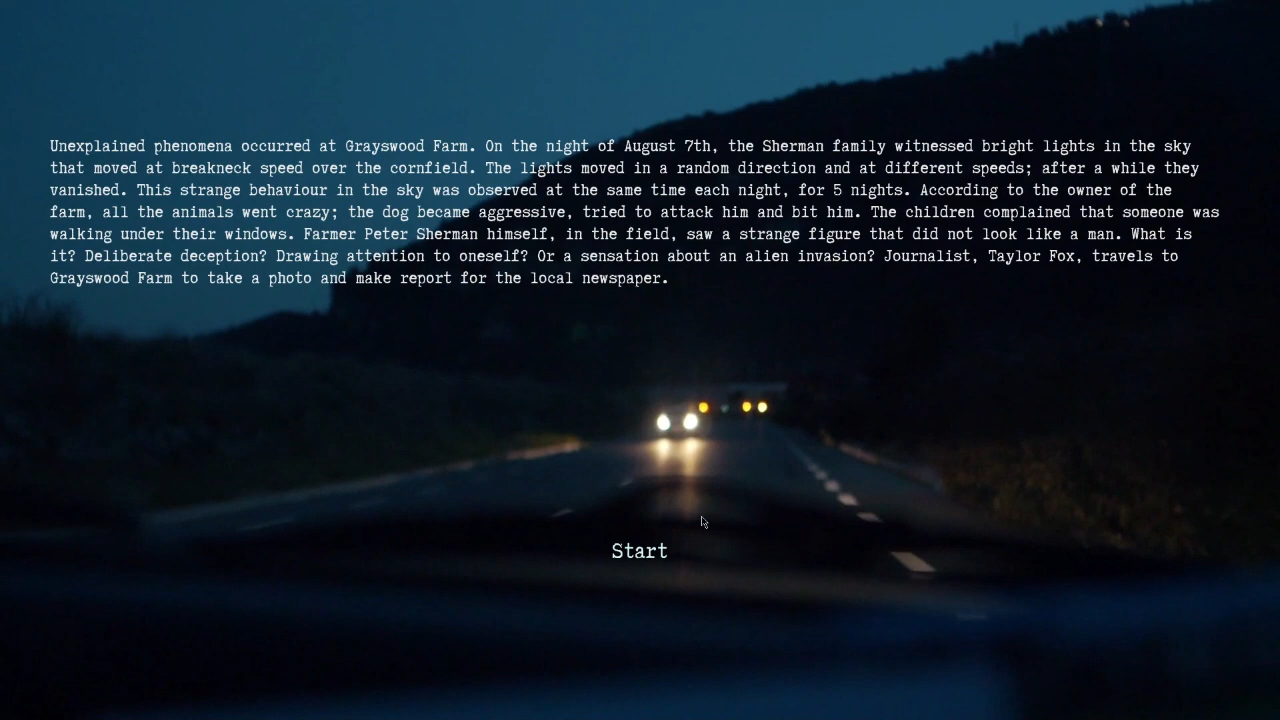 Unexplained phenomena occurred at Grayswood Farm. On the night of August 7th, the Sherman family witnessed bright lights in the sky
that moved at breakneck speed over the cornfield. The lights moved in a random direction and at different speeds; after a while they
vanished. This strange behaviour in the sky was observed at the same time each night, for 5 nights. According to the owner of the
farm, all the animals went crazy; the dog became aggressive, tried to attack him and bit him. The children complained that someone was
walking under their windows. Farmer Peter Sherman himself, in the field, saw a strange figure that did not look like a man. What is
it? Deliberate deception? Drawing attention to oneself? Or a sensation about an alien invasion? Journalist, Taylor Fox, travels to
Grayswood Farm to take a photo and make report for the local newspaper.
Start